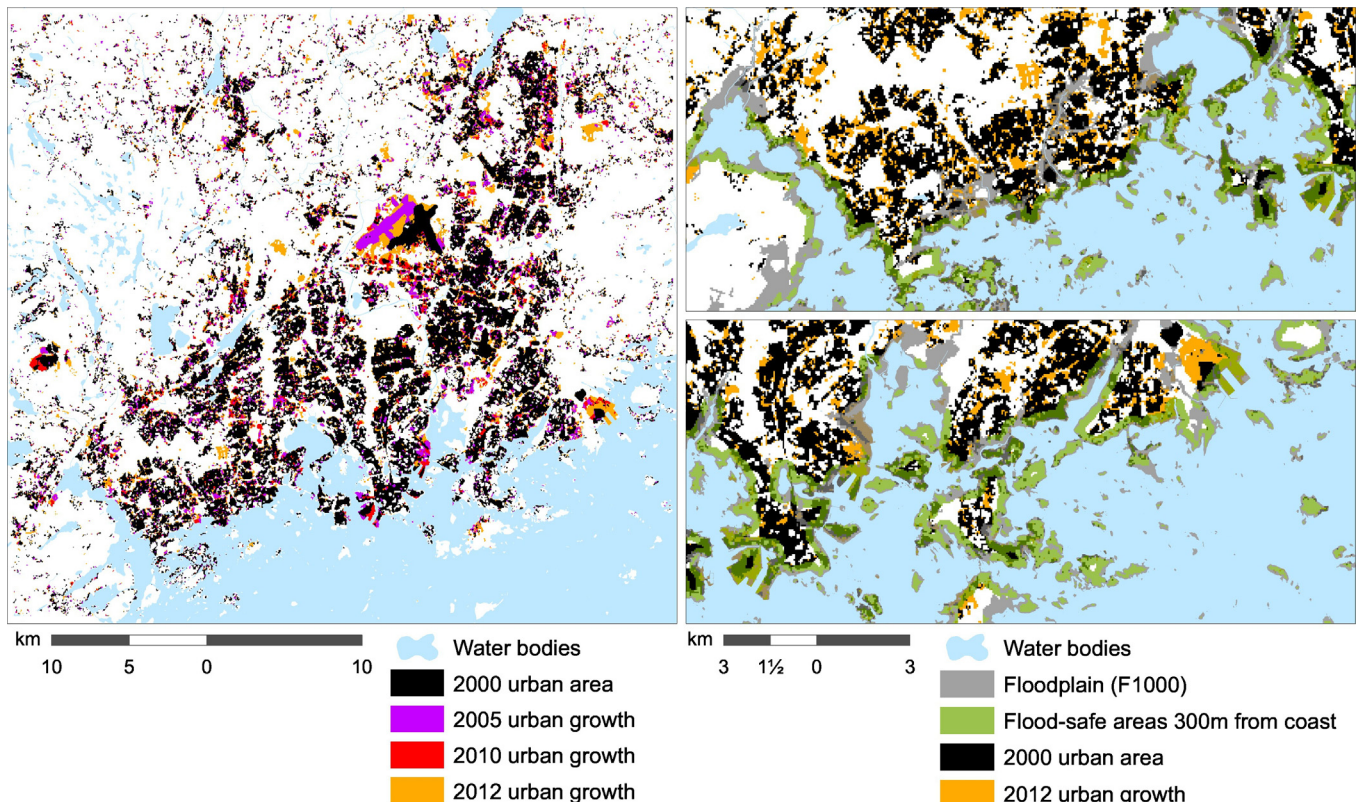 km
10 5 0 10
Water bodies
2000 urban area
2005 urban growth
2010 urban growth
2012 urban growth
km
3 1½ 0 3
Water bodies
Floodplain (F1000)
Flood-safe areas 300m from coast
2000 urban area
2012 urban growth